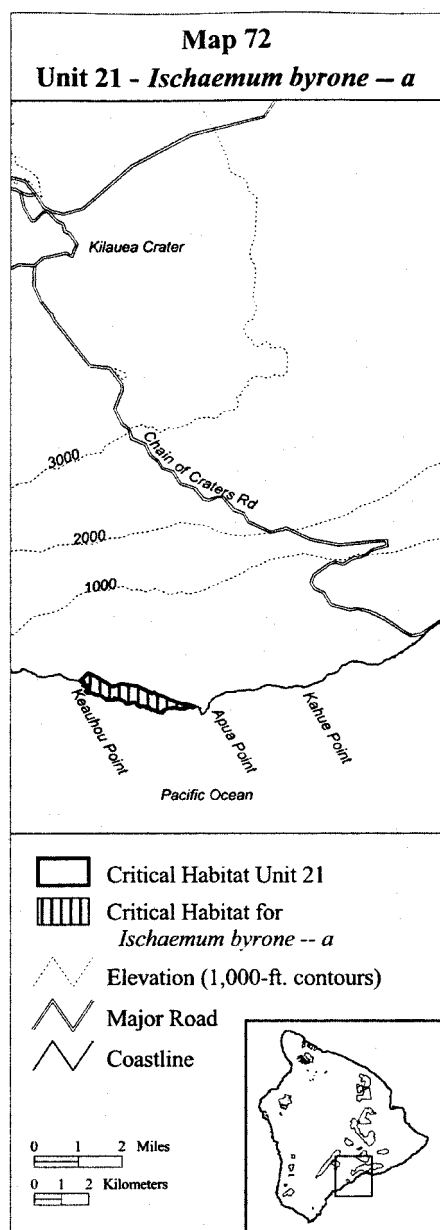 Map 72
Unit 21 - Ischaemum byrone -- a
Kilauea Crater
Chain of Craters Rd
3000
2000
1000
Keauhou Point
Apua Point
Kahue Point
Pacific Ocean
Critical Habitat Unit 21
Critical Habitat for
Ischaemum byrone -- a
Elevation (1,000-ft. contours)
Major Road
Coastline
0 1 2 Miles
0 1 2 Kilometers